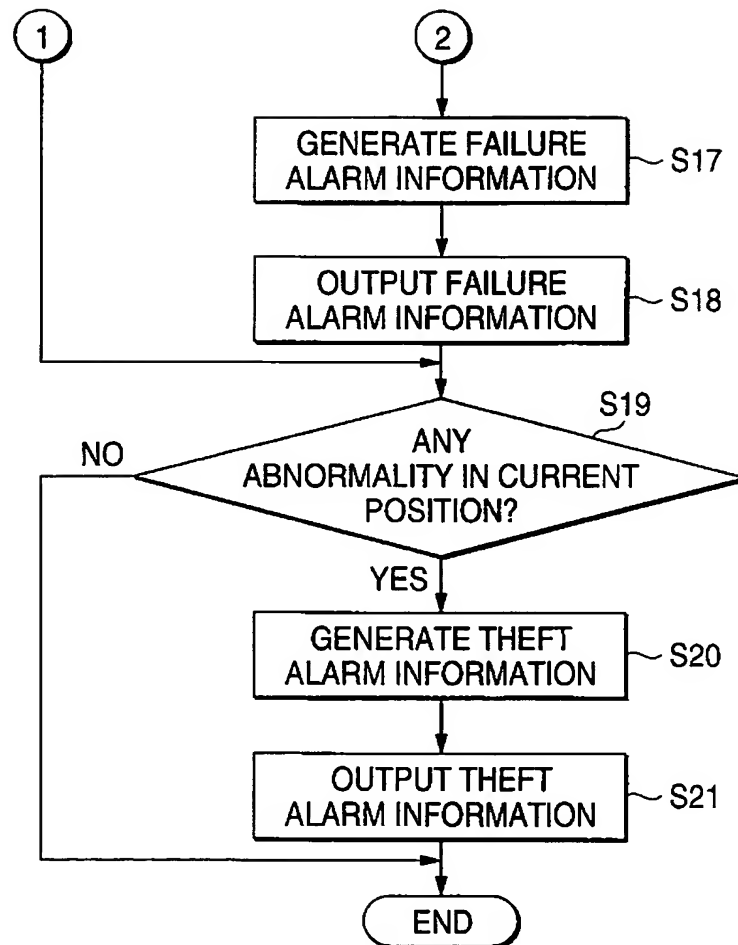 1
2
GENERATE FAILURE
ALARM INFORMATION
S17
OUTPUT FAILURE
ALARM INFORMATION
S18
S19
ANY
ABNORMALITY IN CURRENT
POSITION?
NO
YES
GENERATE THEFT
ALARM INFORMATION
S20
OUTPUT THEFT
ALARM INFORMATION
S21
END